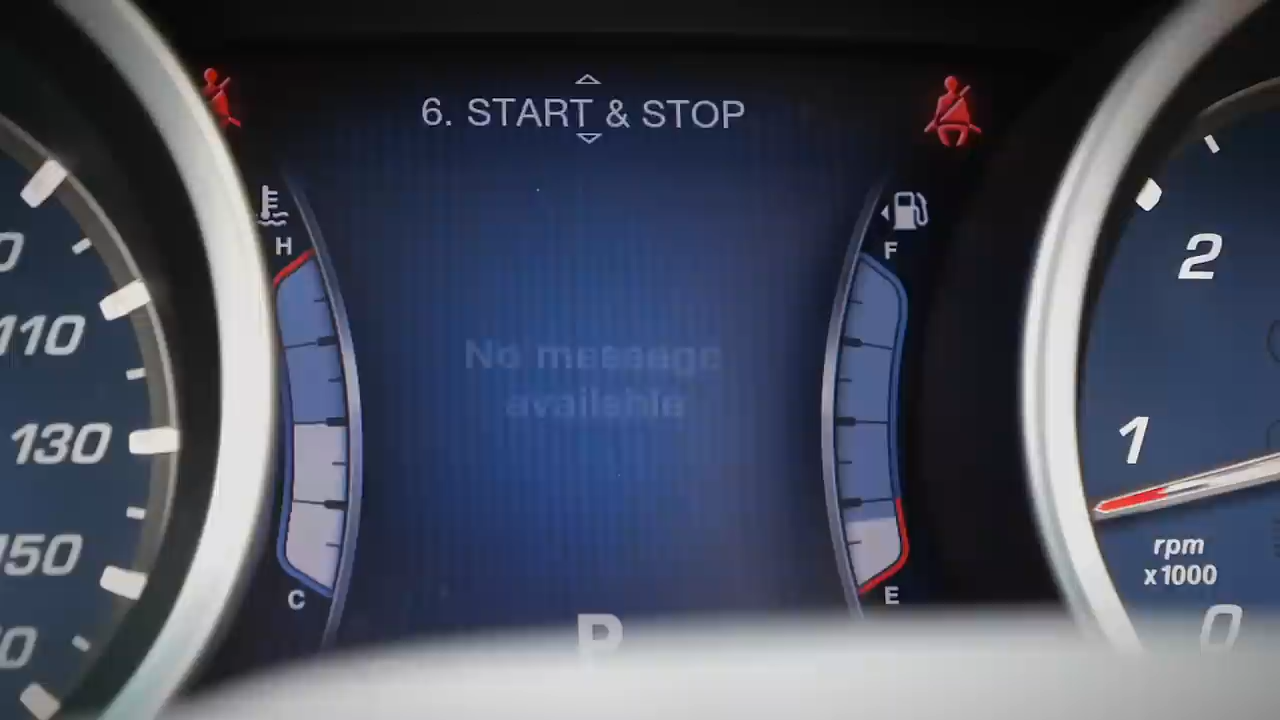 6. START & STOP
H
F
2
110
No message
available
1
130
150
rpm
x1000
C
E
P
0